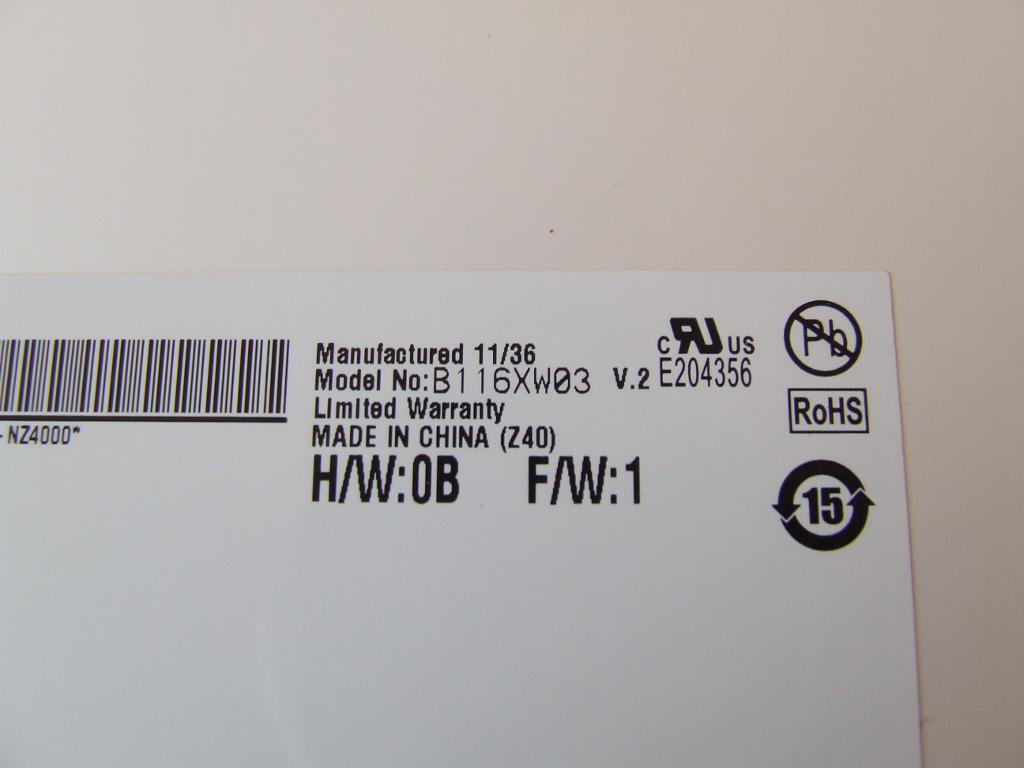 -NZ4000*
Manufactured 11/36
Model No:B116XW03 V.2
Limited Warranty
MADE IN CHINA (Z40)
H/W:0B F/W:1
C RU US
E204356
Pb
RoHS
15